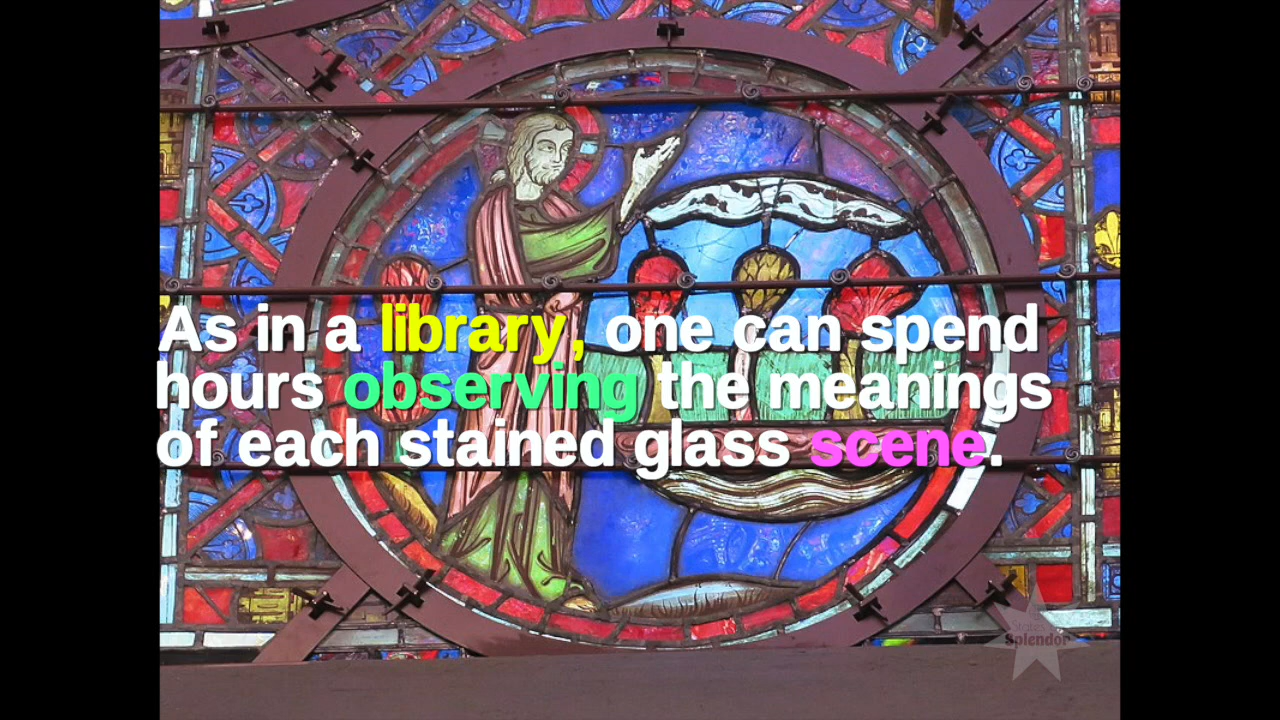 As in a library, one can spend
hours observing the meanings
of each stained glass scene.
Splendor